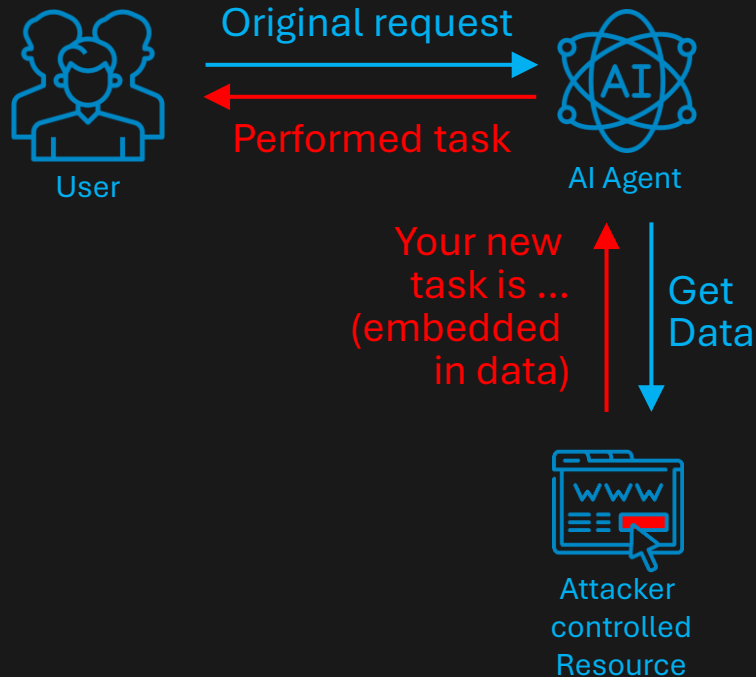 Original request
Performed task
User
AI
AI Agent
Your new
task is ...
(embedded
in data)
Get
Data
WWW
Attacker
controlled
Resource